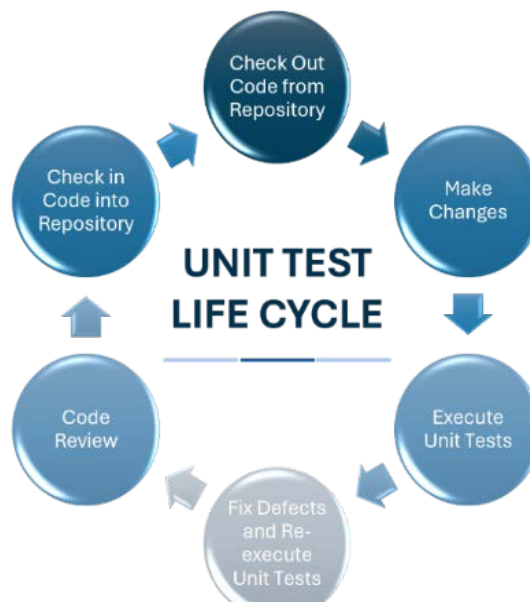 UNIT TEST
LIFE CYCLE
Check Out
Code from
Repository
Make
Changes
Execute
Unit Tests
Fix Defects
and Re-
execute
Unit Tests
Code
Review
Check in
Code into
Repository